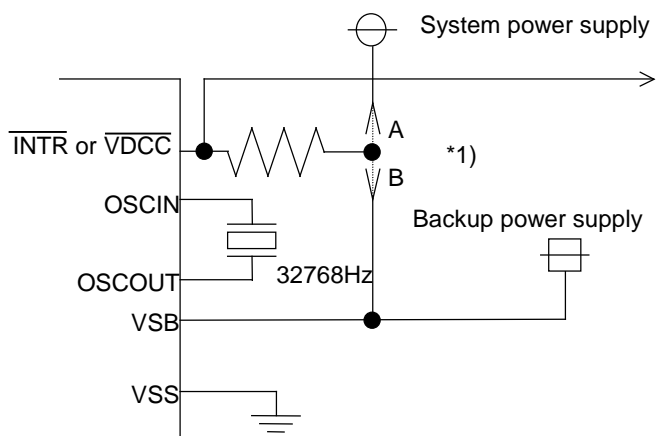 System power supply
A
INTR or VDCC
*1)
B
OSCIN
Backup power supply
OSCOUT
32768Hz
VSB
VSS